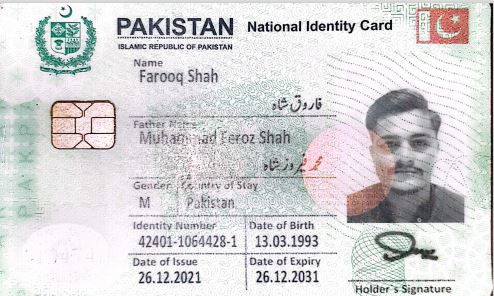 PAKISTAN National Identity Card
ISLAMIC REPUBLIC OF PAKISTAN
Name
Farooq Shah
فاروق شاہ
Father Name
Muhammad Feroz Shah
محمد فیروز شاہ
Gender Country of Stay
M Pakistan
Identity Number Date of Birth
42401-1064428-1 13.03.1993
Date of Issue Date of Expiry
26.12.2021 26.12.2031
Holder's Signature